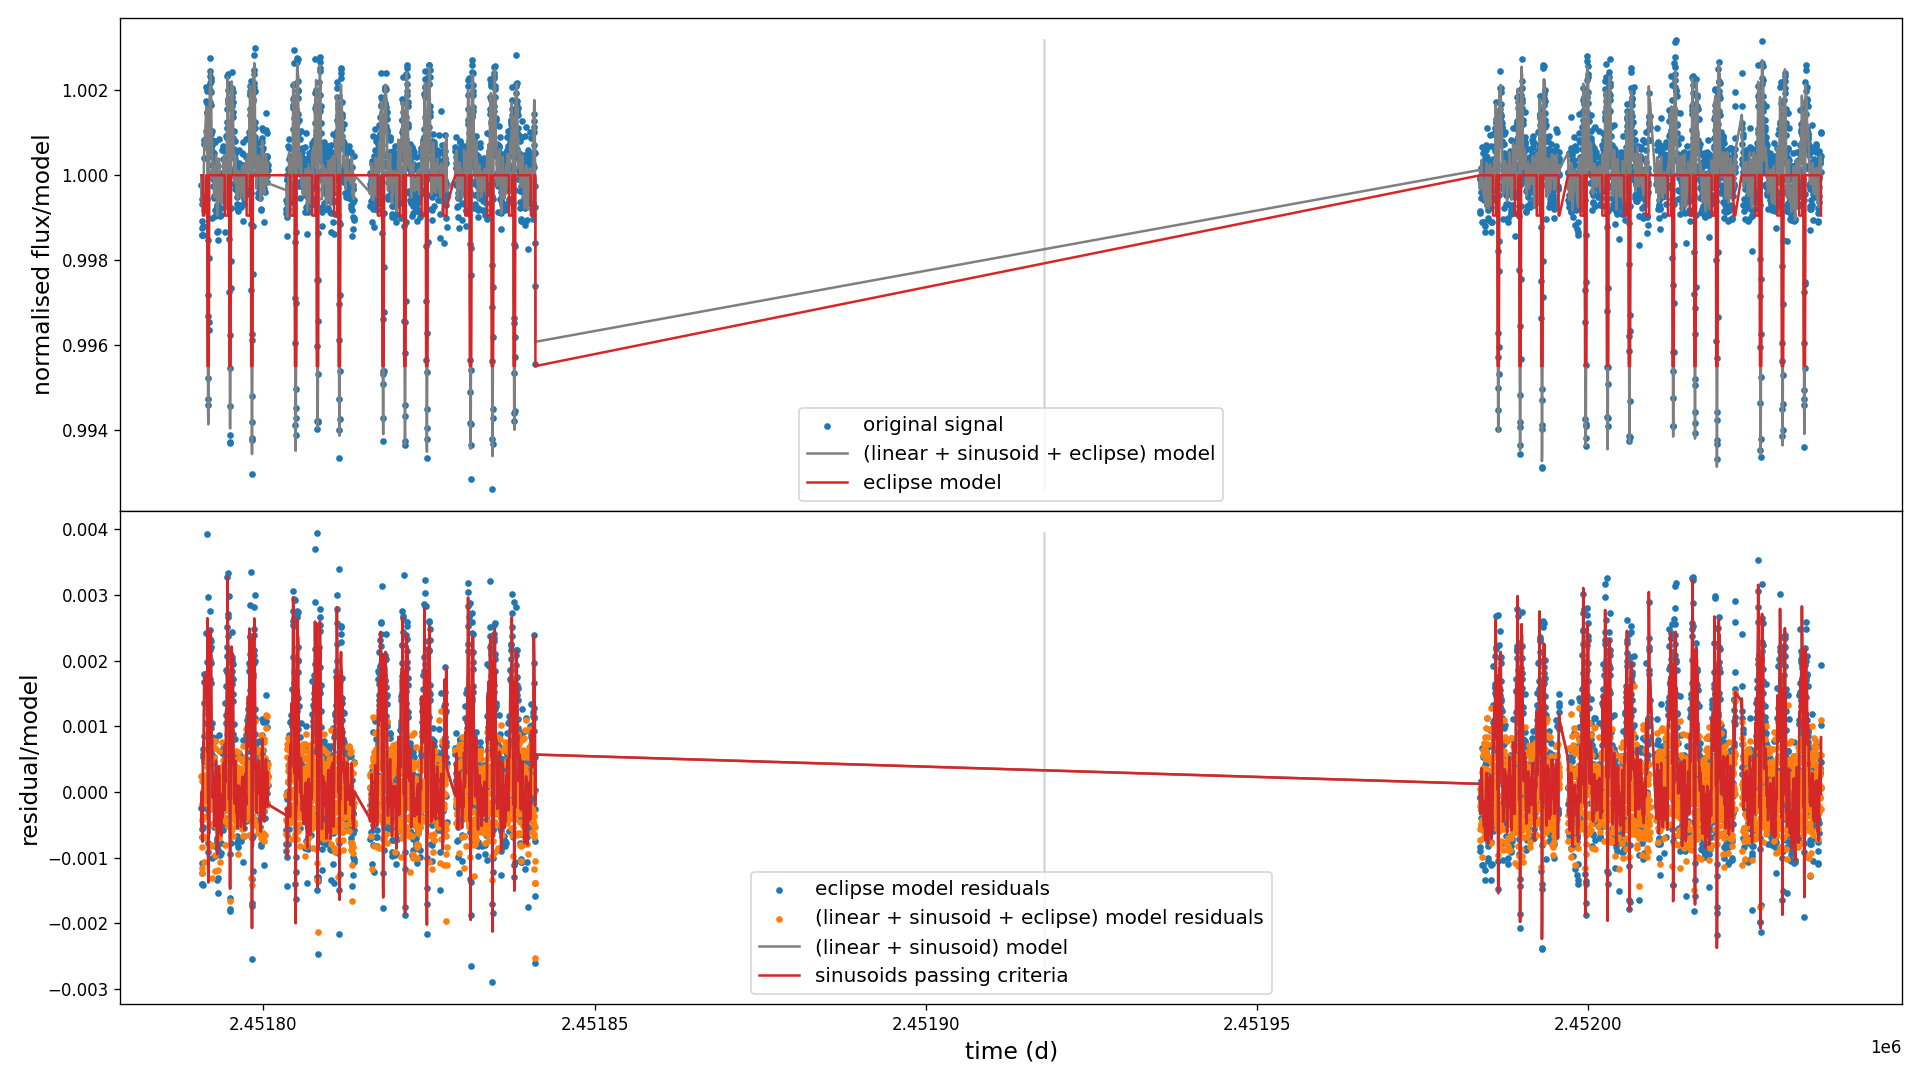 normalised flux/model
1.002
1.000
0.998
0.996
0.994
original signal
(linear + sinusoid + eclipse) model
eclipse model
residual/model
0.004
0.003
0.002
0.001
0.000
−0.001
−0.002
−0.003
eclipse model residuals
(linear + sinusoid + eclipse) model residuals
(linear + sinusoid) model
sinusoids passing criteria
2.45180
2.45185
2.45190
2.45195
2.45200
1e6
time (d)